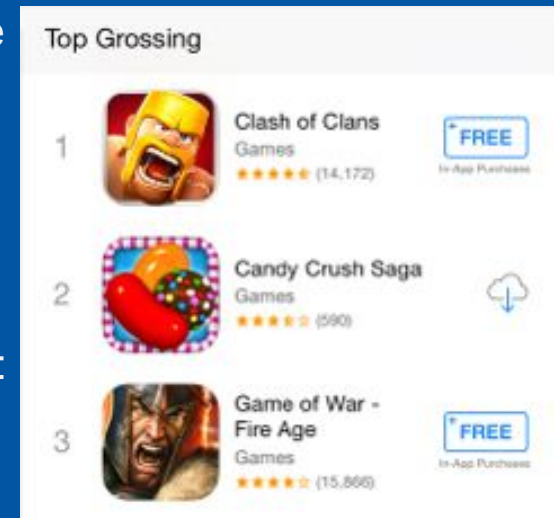 Top Grossing
1
Clash of Clans
Games
(14,172)
+ FREE
In-App Purchases
2
Candy Crush Saga
Games
(590)
3
Game of War -
Fire Age
Games
(15,866)
+ FREE
In-App Purchases